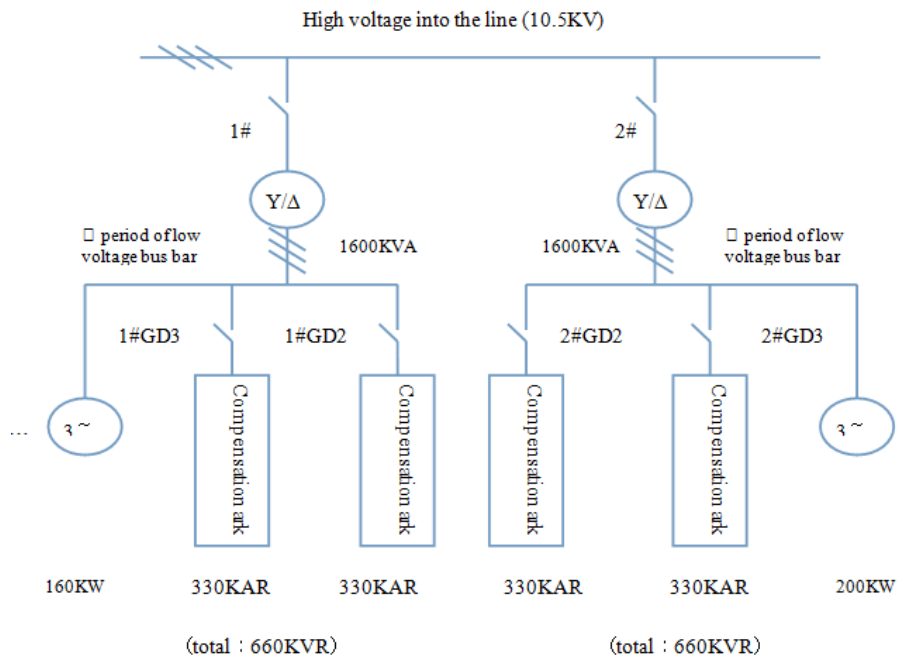 High voltage into the line (10.5KV)
1#
2#
Y/Δ
Y/Δ
□ period of low
voltage bus bar
1600KVA
1600KVA
□ period of low
voltage bus bar
1#GD3
1#GD2
2#GD2
2#GD3
Compensation ark
Compensation ark
Compensation ark
Compensation ark
...
3 ~
3 ~
160KW
330KAR
330KAR
330KAR
330KAR
200KW
(total：660KVR)
(total：660KVR)